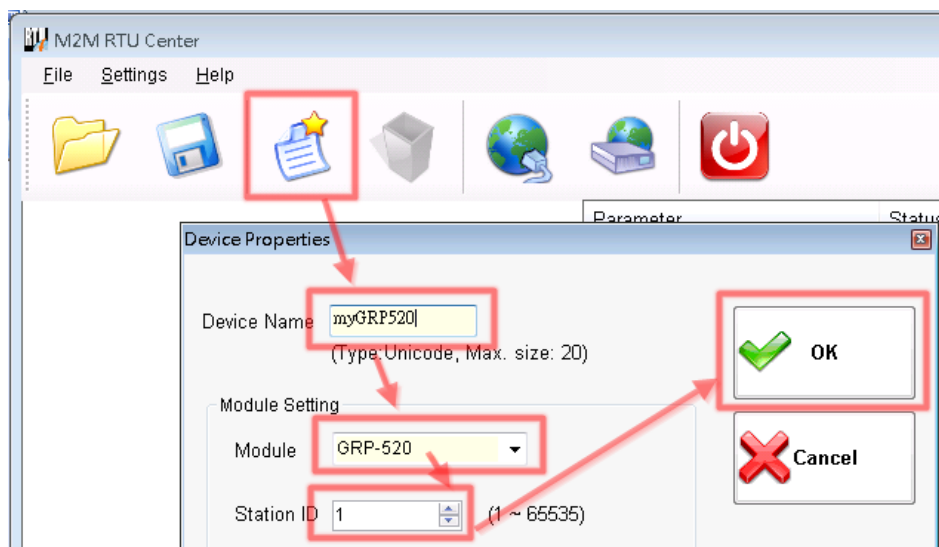 M2M RTU Center
File Settings Help
Parameter Status
Device Properties
Device Name myGRP520
(Type:Unicode, Max. size: 20)
OK
Module Setting
Module GRP-520
Cancel
Station ID 1 (1 ~ 65535)